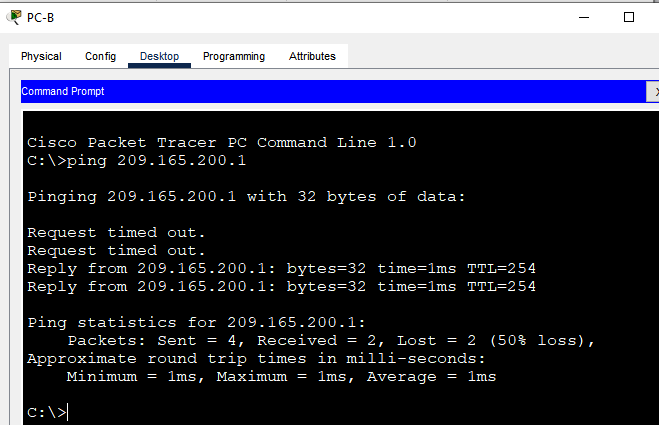 PC-B
Physical Config Desktop Programming Attributes
Command Prompt
Cisco Packet Tracer PC Command Line 1.0
C:\>ping 209.165.200.1
Pinging 209.165.200.1 with 32 bytes of data:
Request timed out.
Request timed out.
Reply from 209.165.200.1: bytes=32 time=1ms TTL=254
Reply from 209.165.200.1: bytes=32 time=1ms TTL=254
Ping statistics for 209.165.200.1:
Packets: Sent = 4, Received = 2, Lost = 2 (50% loss),
Approximate round trip times in milli-seconds:
Minimum = 1ms, Maximum = 1ms, Average = 1ms
C:\>